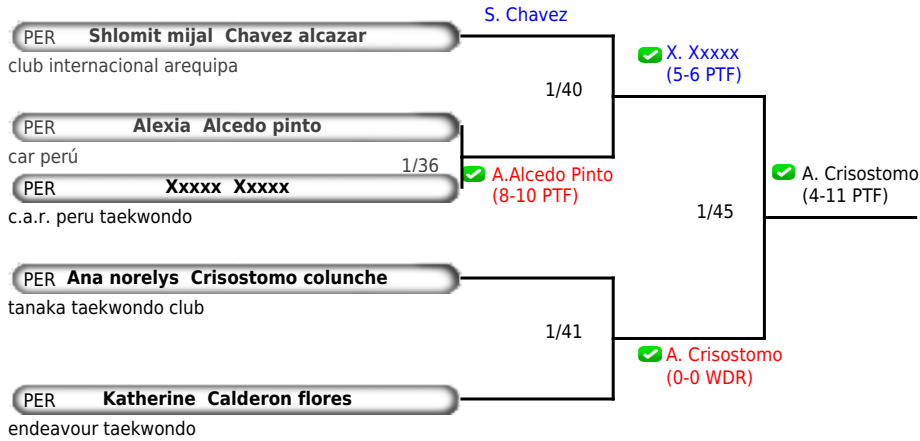 S. Chavez
PER Shlomit mijal Chavez alcazar
club internacional arequipa
X. Xxxxx
(5-6 PTF)
1/40
PER Alexia Alcedo pinto
car perú
1/36
A.Alcedo Pinto
(8-10 PTF)
PER Xxxxx Xxxxx
c.a.r. peru taekwondo
A. Crisostomo
(4-11 PTF)
1/45
PER Ana norelys Crisostomo colunche
tanaka taekwondo club
1/41
A. Crisostomo
(0-0 WDR)
PER Katherine Calderon flores
endeavour taekwondo